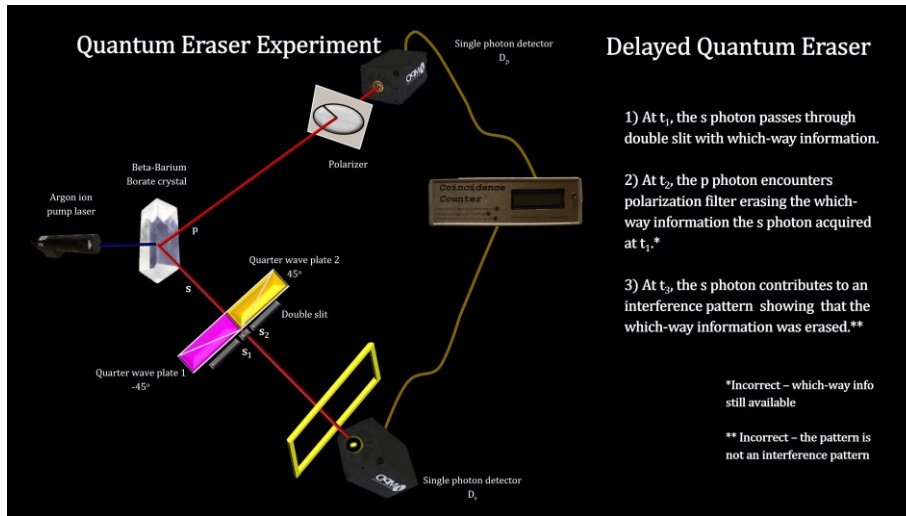 Quantum Eraser Experiment
Single photon detector
Dₚ
Delayed Quantum Eraser
1) At t₁, the s photon passes through
double slit with which-way information.
2) At t₂, the p photon encounters
polarization filter erasing the which-
way information the s photon acquired
at t₁.*
3) At t₃, the s photon contributes to an
interference pattern showing that the
which-way information was erased.**
*Incorrect – which-way info
still available
** Incorrect – the pattern is
not an interference pattern
Polarizer
Beta-Barium
Borate crystal
Argon ion
pump laser
P
s
Coincidence
Counter
Quarter wave plate 2
45°
Double slit
s₂
s₁
Quarter wave plate 1
-45°
Single photon detector
Dₛ